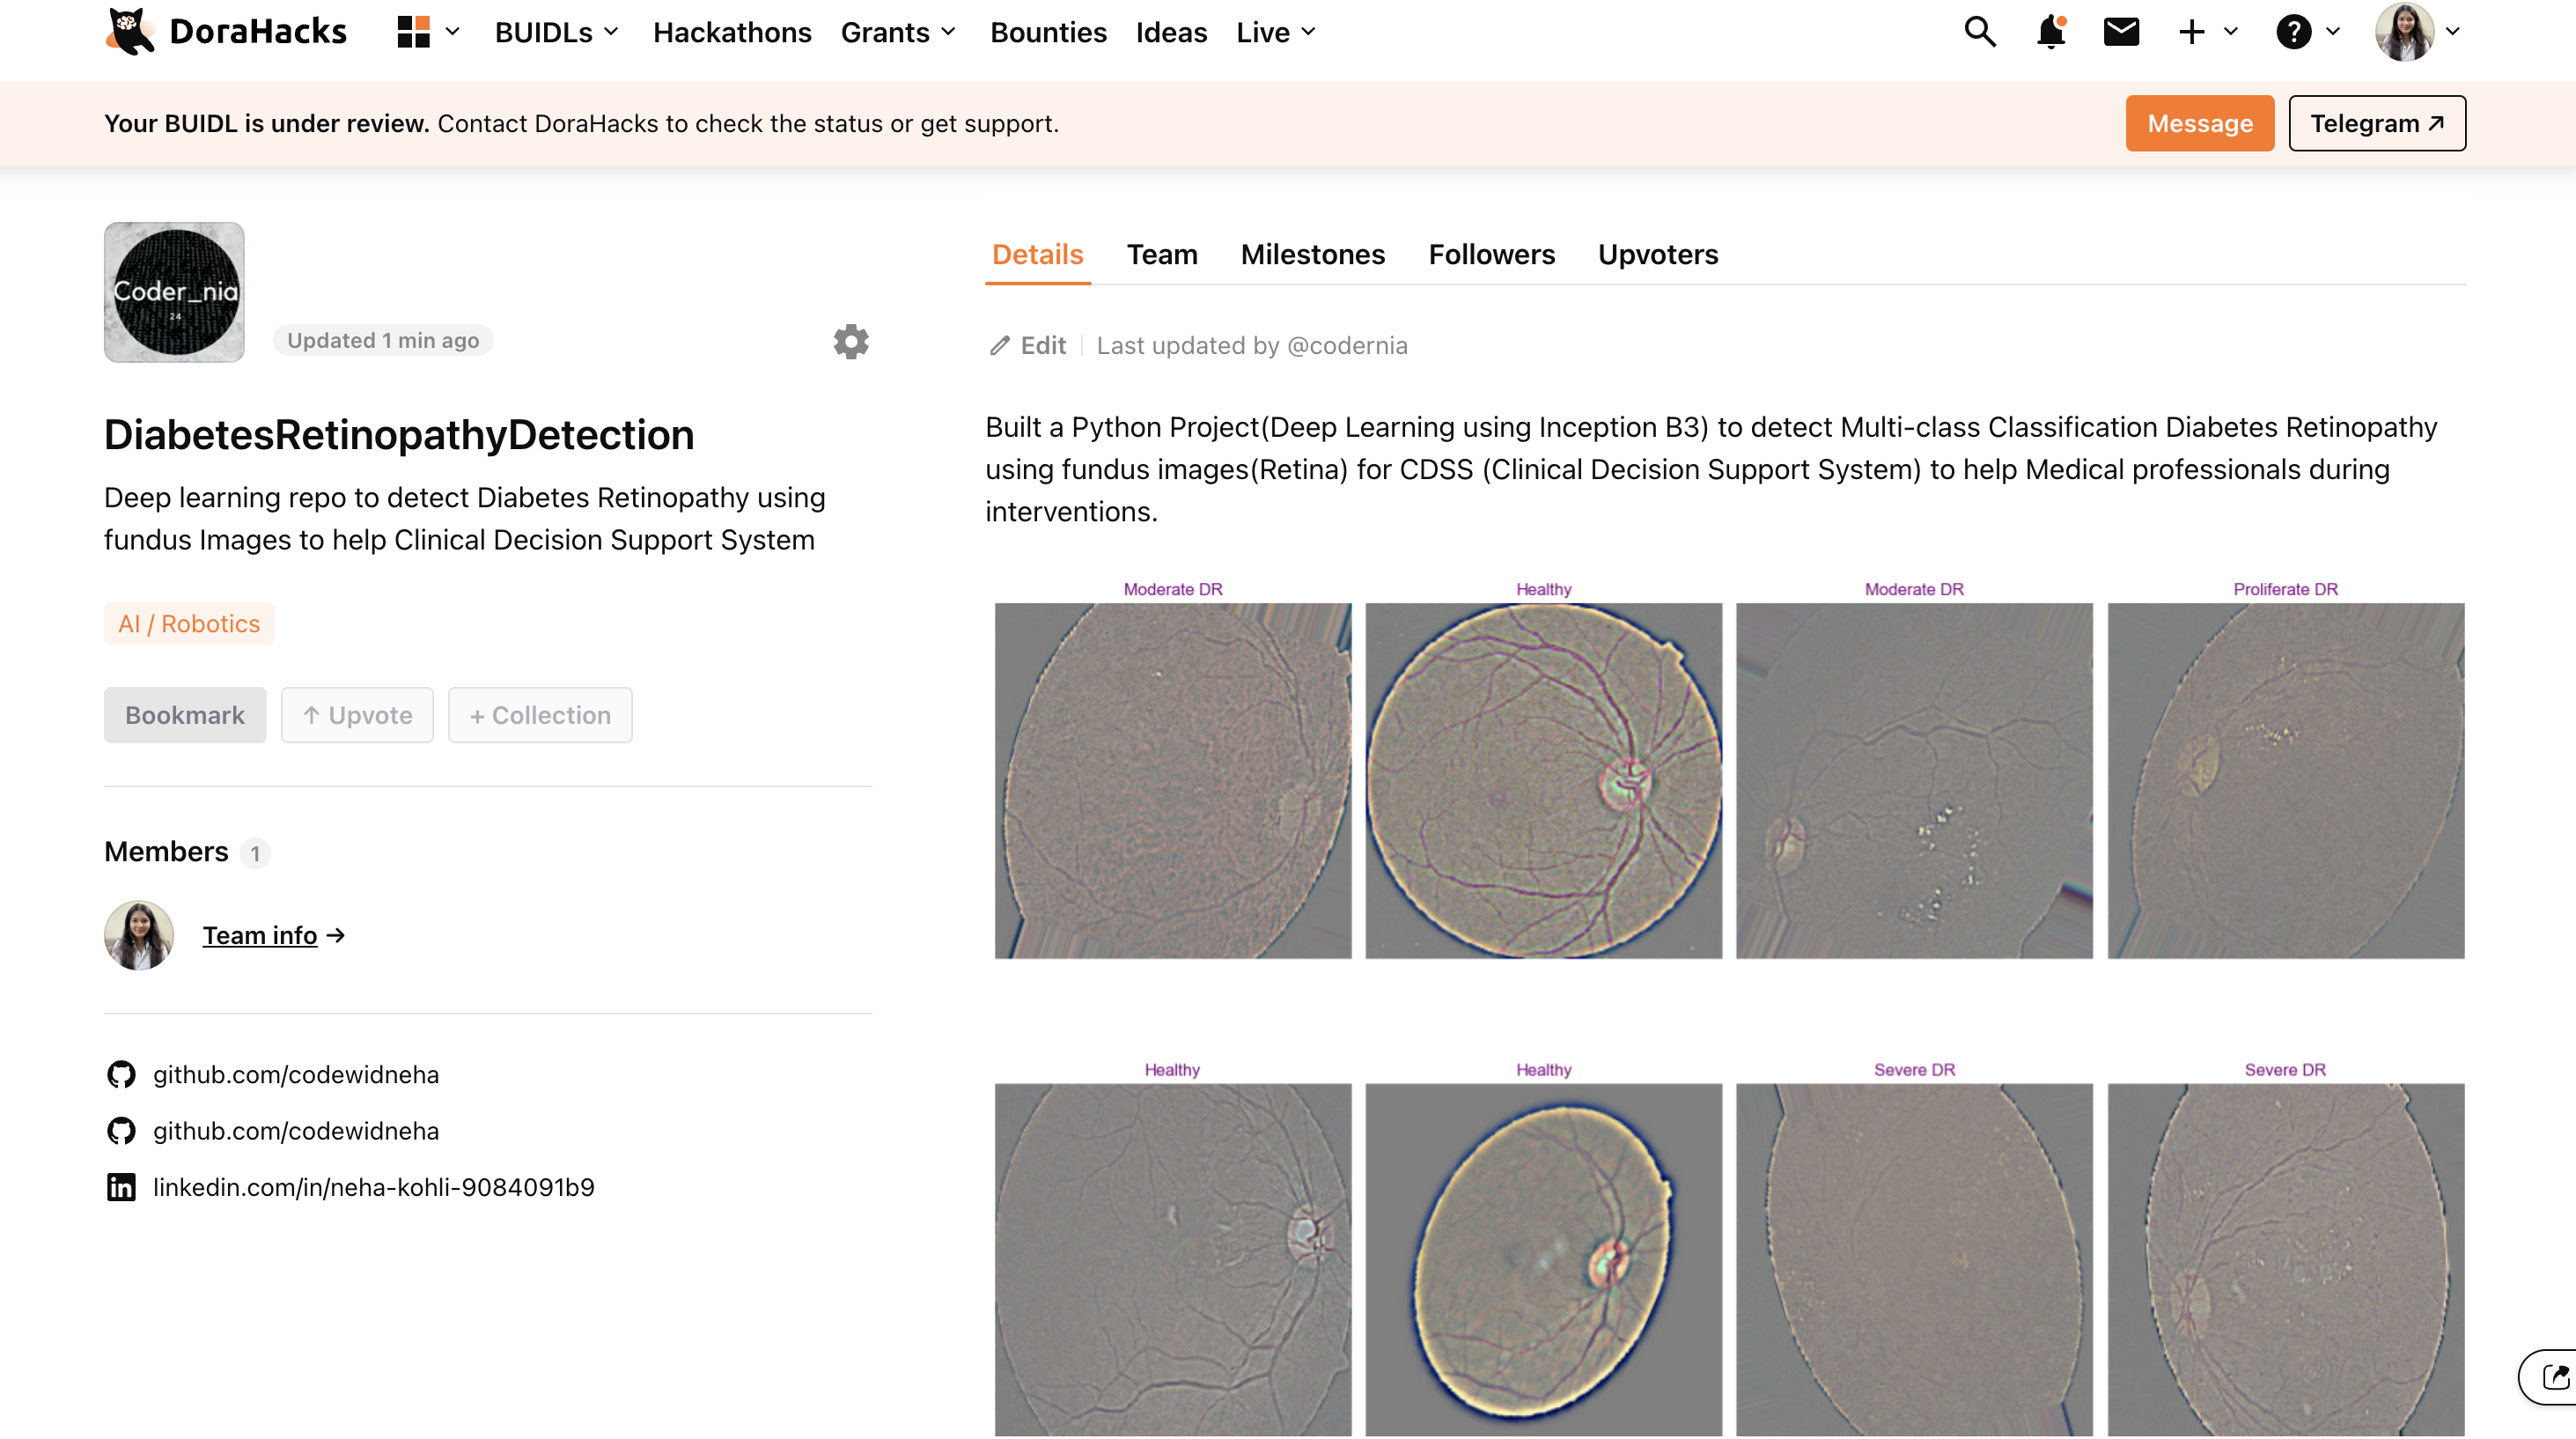 DoraHacks
BUIDLs
Hackathons
Grants
Bounties
Ideas
Live
Your BUIDL is under review. Contact DoraHacks to check the status or get support.
Message
Telegram
Coder_nia
24
Updated 1 min ago
DiabetesRetinopathyDetection
Deep learning repo to detect Diabetes Retinopathy using
fundus Images to help Clinical Decision Support System
AI / Robotics
Bookmark
↑ Upvote
+ Collection
Members 1
Team info →
github.com/codewidneha
github.com/codewidneha
linkedin.com/in/neha-kohli-9084091b9
Details
Team
Milestones
Followers
Upvoters
Edit
Last updated by @codernia
Built a Python Project(Deep Learning using Inception B3) to detect Multi-class Classification Diabetes Retinopathy
using fundus images(Retina) for CDSS (Clinical Decision Support System) to help Medical professionals during
interventions.
Moderate DR
Healthy
Moderate DR
Proliferate DR
Healthy
Healthy
Severe DR
Severe DR